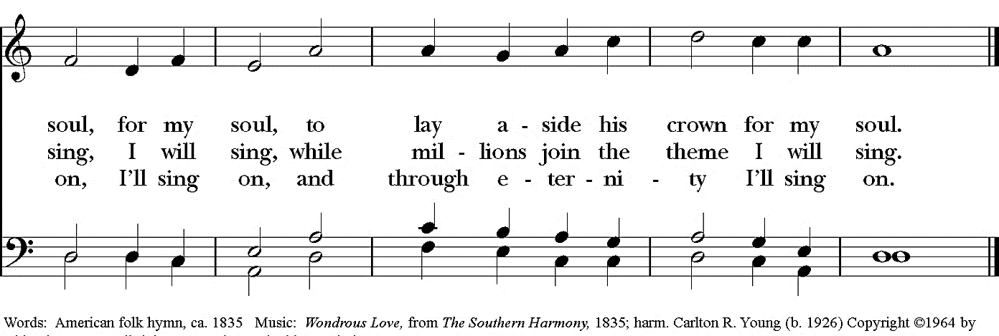 soul, for my soul, to lay a - side his crown for my soul.
sing, I will sing, while mil - lions join the theme I will sing.
on, I'll sing on, and through e - ter - ni - ty I'll sing on.
Words: American folk hymn, ca. 1835 Music: Wondrous Love, from The Southern Harmony, 1835; harm. Carlton R. Young (b. 1926) Copyright ©1964 by